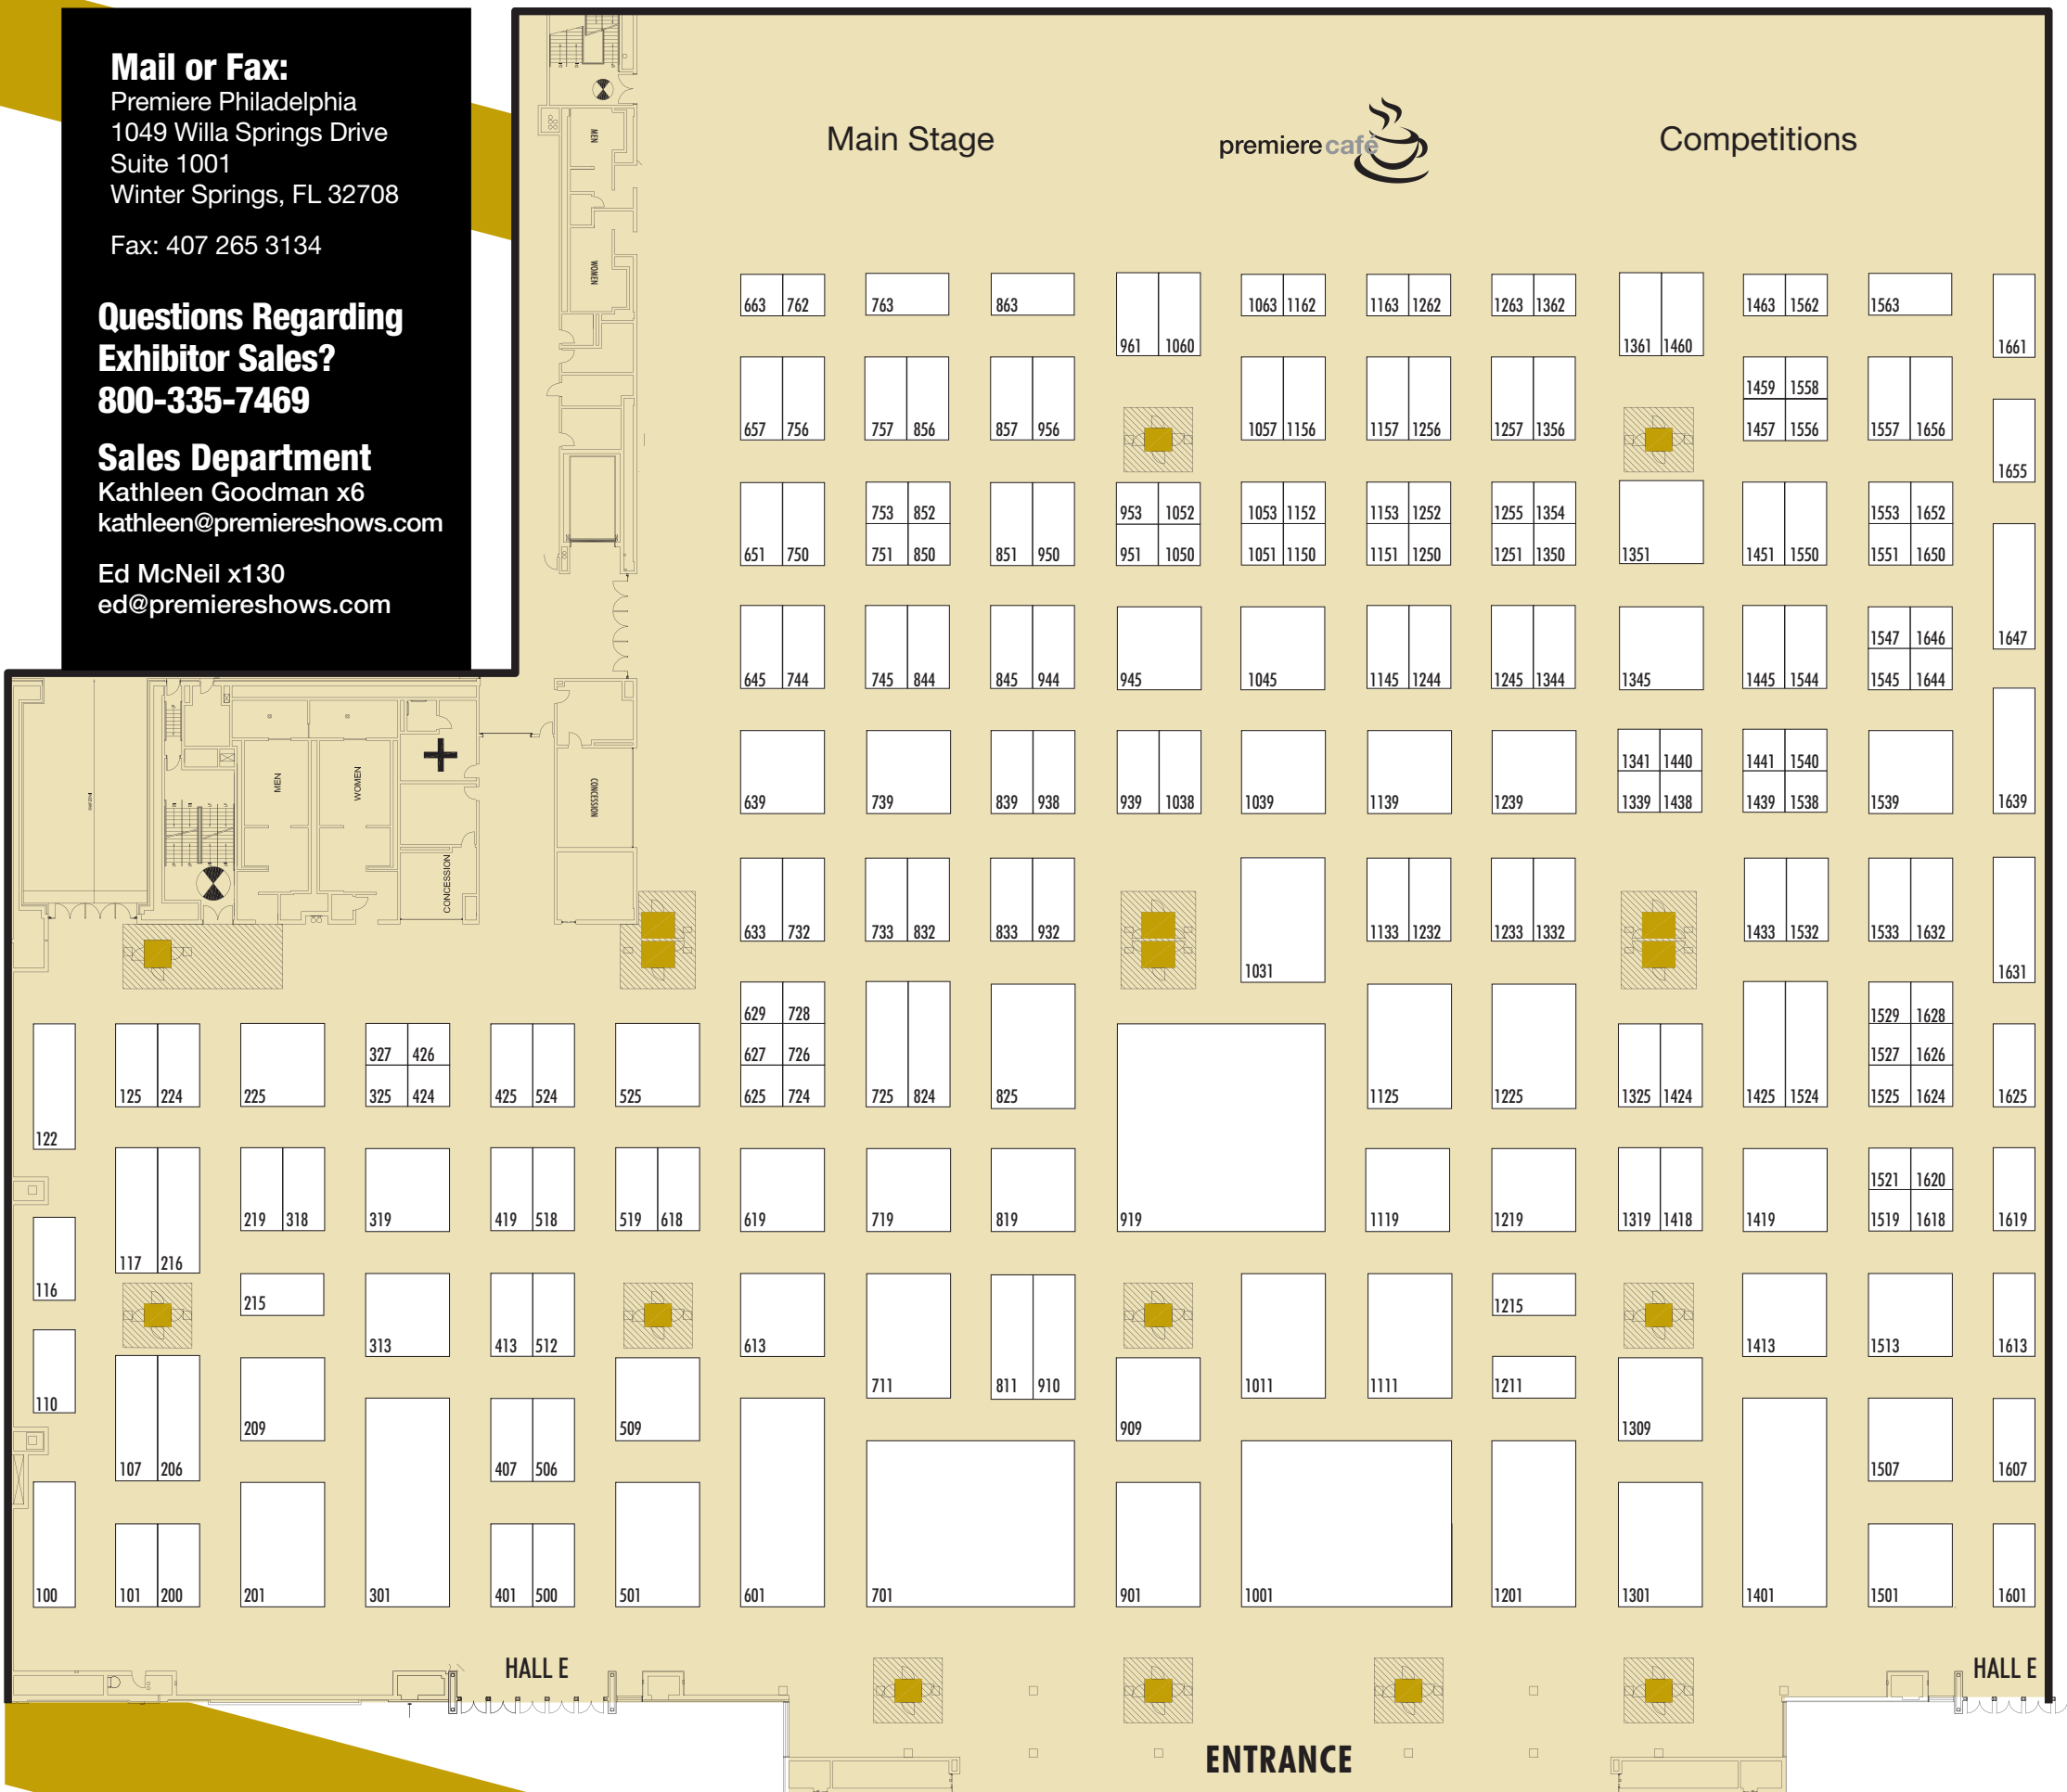 Mail or Fax:
Premiere Philadelphia
1049 Willa Springs Drive
Suite 1001
Winter Springs, FL 32708
Fax: 407 265 3134
Questions Regarding
Exhibitor Sales?
800-335-7469
Sales Department
Kathleen Goodman x6
kathleen@premiereshows.com
Ed McNeil x130
ed@premiereshows.com
Main Stage
premiere café
Competitions
MEN
WOMEN
663 762 763 863 961 1060 1063 1162 1163 1262 1263 1362 1361 1460 1463 1562 1563 1661
1459 1558
657 756 757 856 857 956 1057 1156 1157 1256 1257 1356 1457 1556 1557 1656 1655
753 852 953 1052 1053 1152 1153 1252 1255 1354 1553 1652
651 750 751 850 851 950 951 1050 1051 1150 1151 1250 1251 1350 1351 1451 1550 1551 1650
1547 1646 1647
645 744 745 844 845 944 945 1045 1145 1244 1245 1344 1345 1445 1544 1545 1644
MEN
WOMEN
CONCESSION
CONCESSION
1341 1440 1441 1540
639 739 839 938 939 1038 1039 1139 1239 1339 1438 1439 1538 1539 1639
633 732 733 832 833 932 1031 1133 1232 1233 1332 1433 1532 1533 1632 1631
629 728 1529 1628
327 426 627 726 1527 1626
125 224 225 325 424 425 524 525 625 724 725 824 825 1125 1225 1325 1424 1425 1524 1525 1624 1625
122
1521 1620
219 318 319 419 518 519 618 619 719 819 919 1119 1219 1319 1418 1419 1519 1618 1619
117 216
116 215 1215
313 413 512 613 1413 1513 1613
110 711 811 910 1011 1111 1211
209 509 909 1309
107 206 407 506 1507 1607
100 101 200 201 301 401 500 501 601 701 901 1001 1201 1301 1401 1501 1601
HALL E
HALL E
ENTRANCE